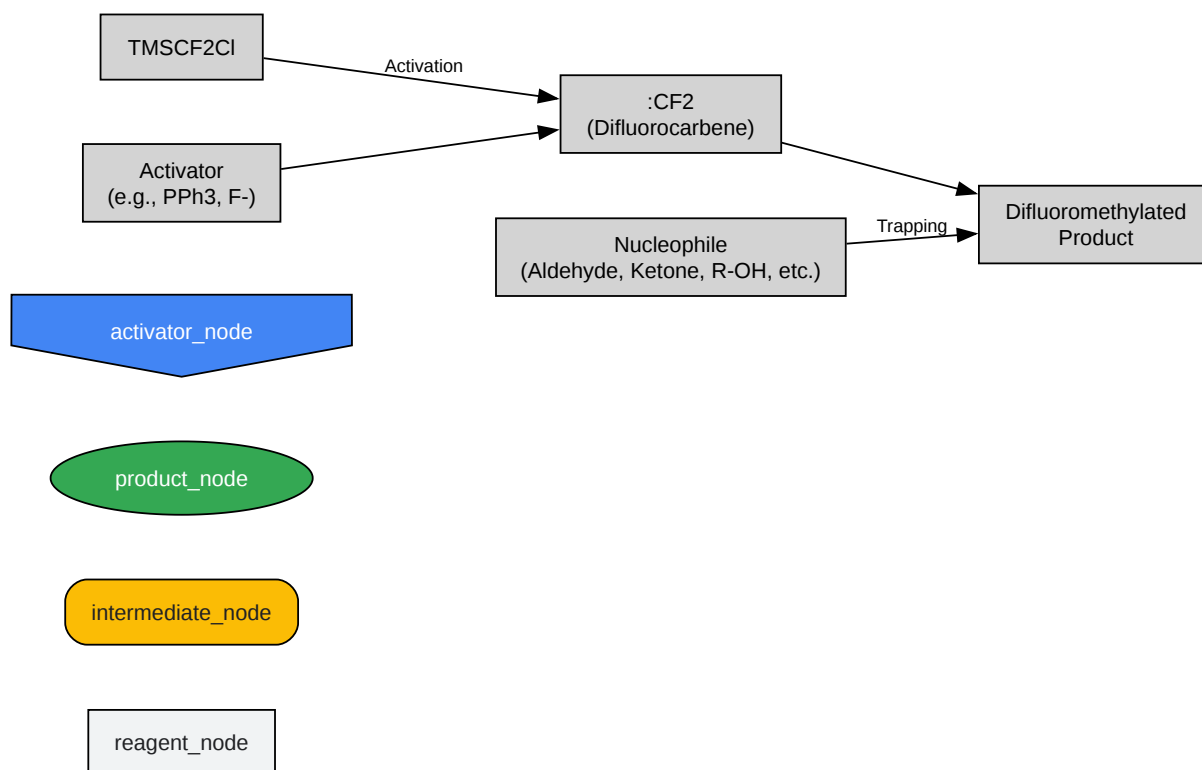 TMSCF2Cl
Activation
:CF2
(Difluorocarbene)
Activator
(e.g., PPh3, F-)
Difluoromethylated
Product
Trapping
Nucleophile
(Aldehyde, Ketone, R-OH, etc.)
activator_node
product_node
intermediate_node
reagent_node